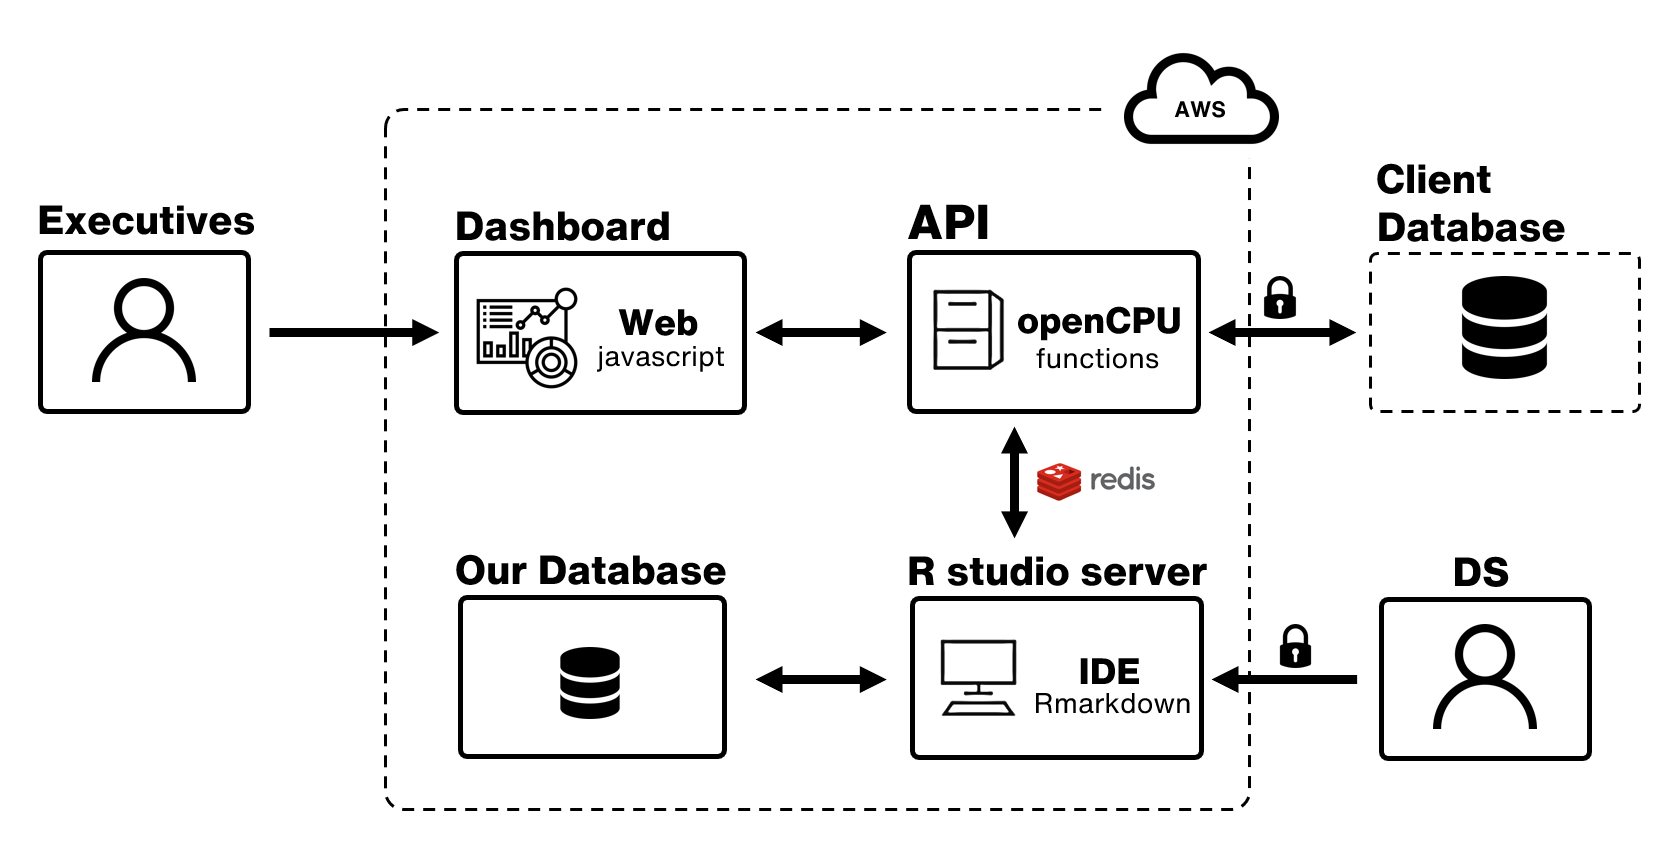 AWS
Client
Database
Executives
Dashboard
API
Web
javascript
openCPU
functions
redis
Our Database
R studio server
DS
IDE
Rmarkdown